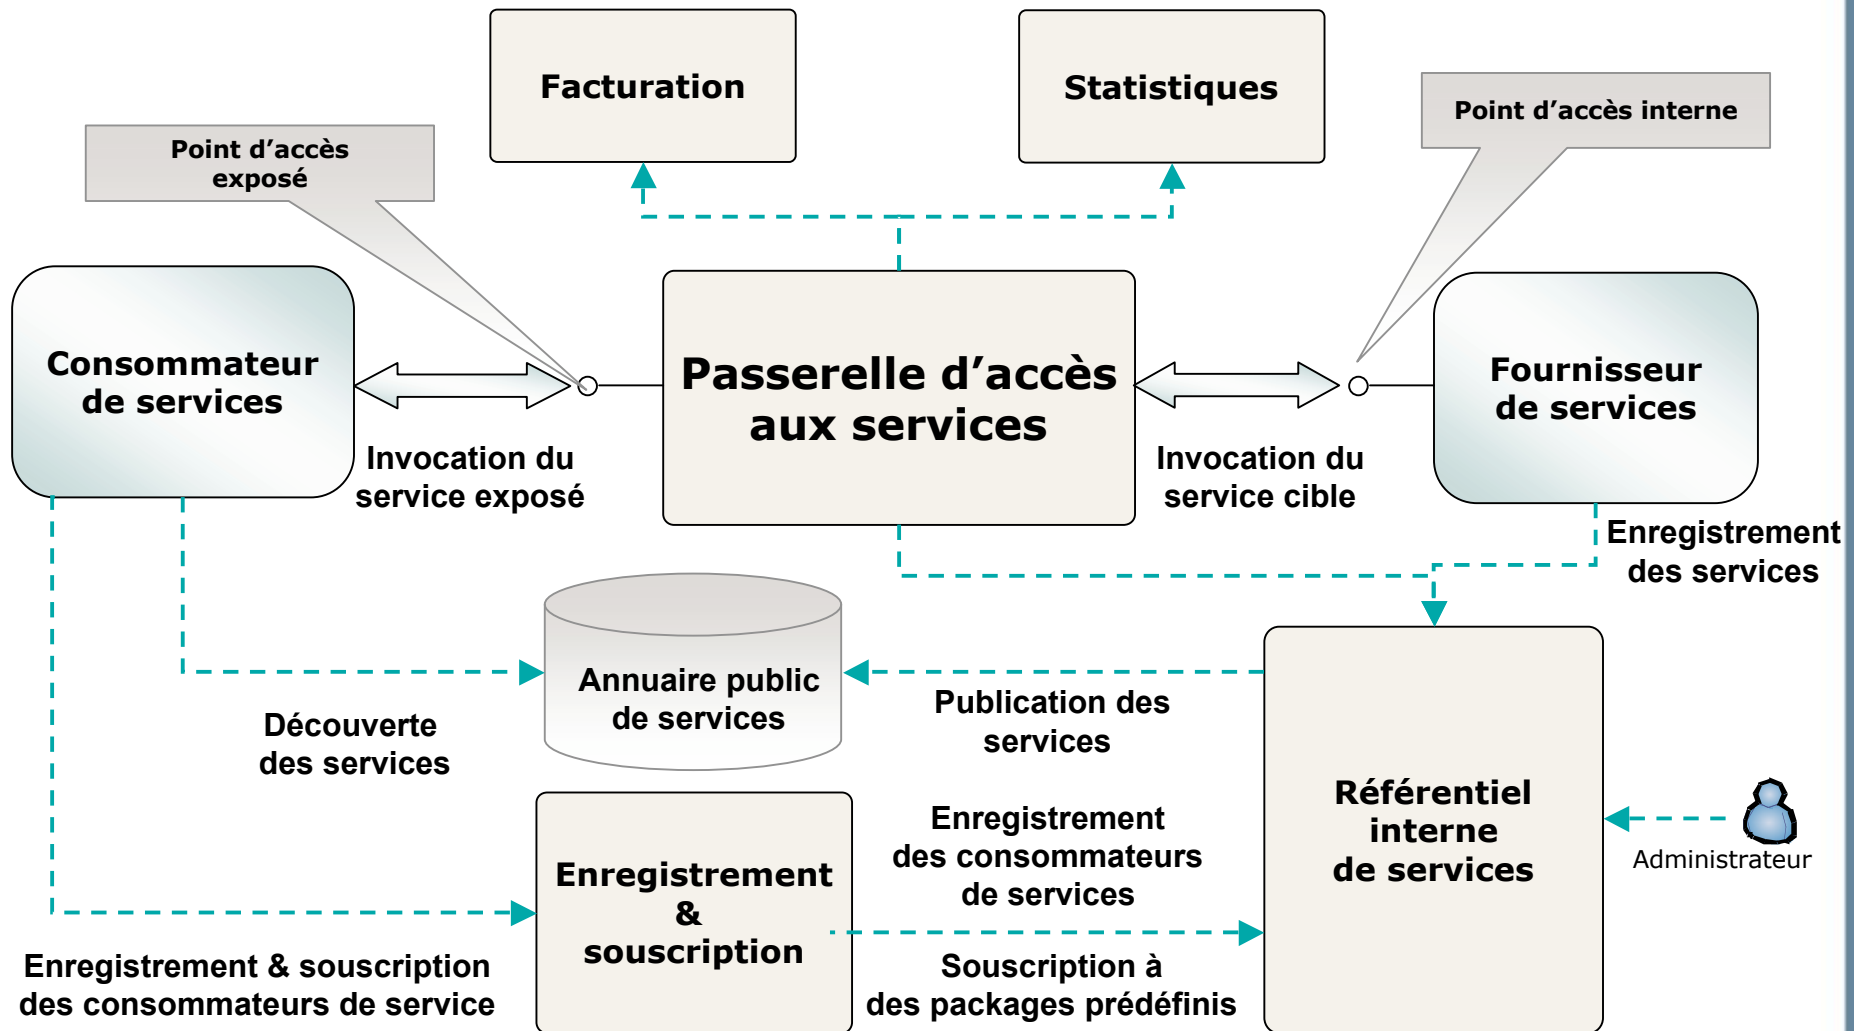 Facturation
Statistiques
Point d’accès interne
Point d’accès
exposé
Consommateur
de services
Passerelle d’accès
aux services
Fournisseur
de services
Invocation du
service exposé
Invocation du
service cible
Enregistrement
des services
Annuaire public
de services
Publication des
services
Découverte
des services
Référentiel
interne
de services
Administrateur
Enregistrement
des consommateurs
de services
Enregistrement
&
souscription
Enregistrement & souscription
des consommateurs de service
Souscription à
des packages prédéfinis